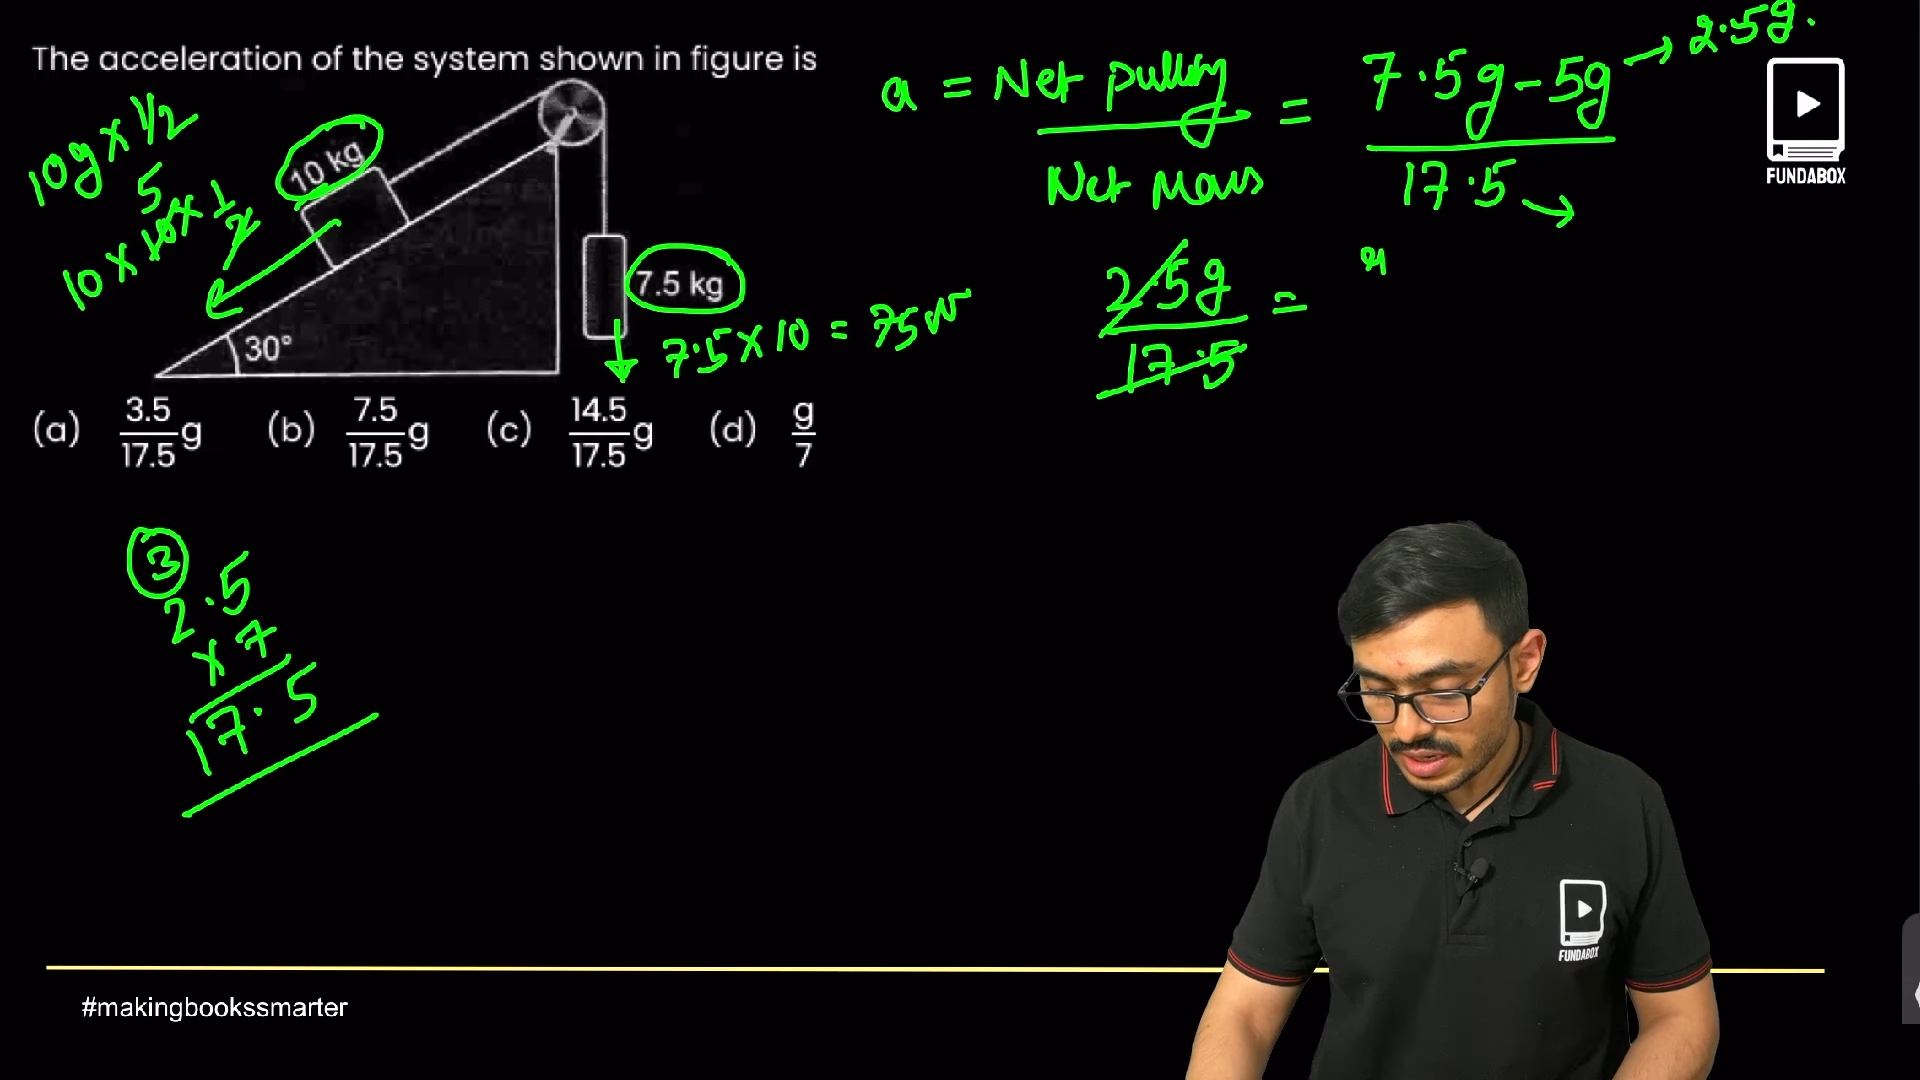 The acceleration of the system shown in figure is
10 kg
7.5 kg
30°
(a) 3.5/17.5 g (b) 7.5/17.5 g (c) 14.5/17.5 g (d) g/7
10g x 1/2
5
10 x 10 x 1/2
7.5 x 10 = 75 N
a = Net pulling / Net Mass = 7.5g - 5g / 17.5
→ 2.5g.
2.5g / 17.5 =
3
2.5
x 7
17.5
FUNDABOX
FUNDABOX
#makingbookssmarter